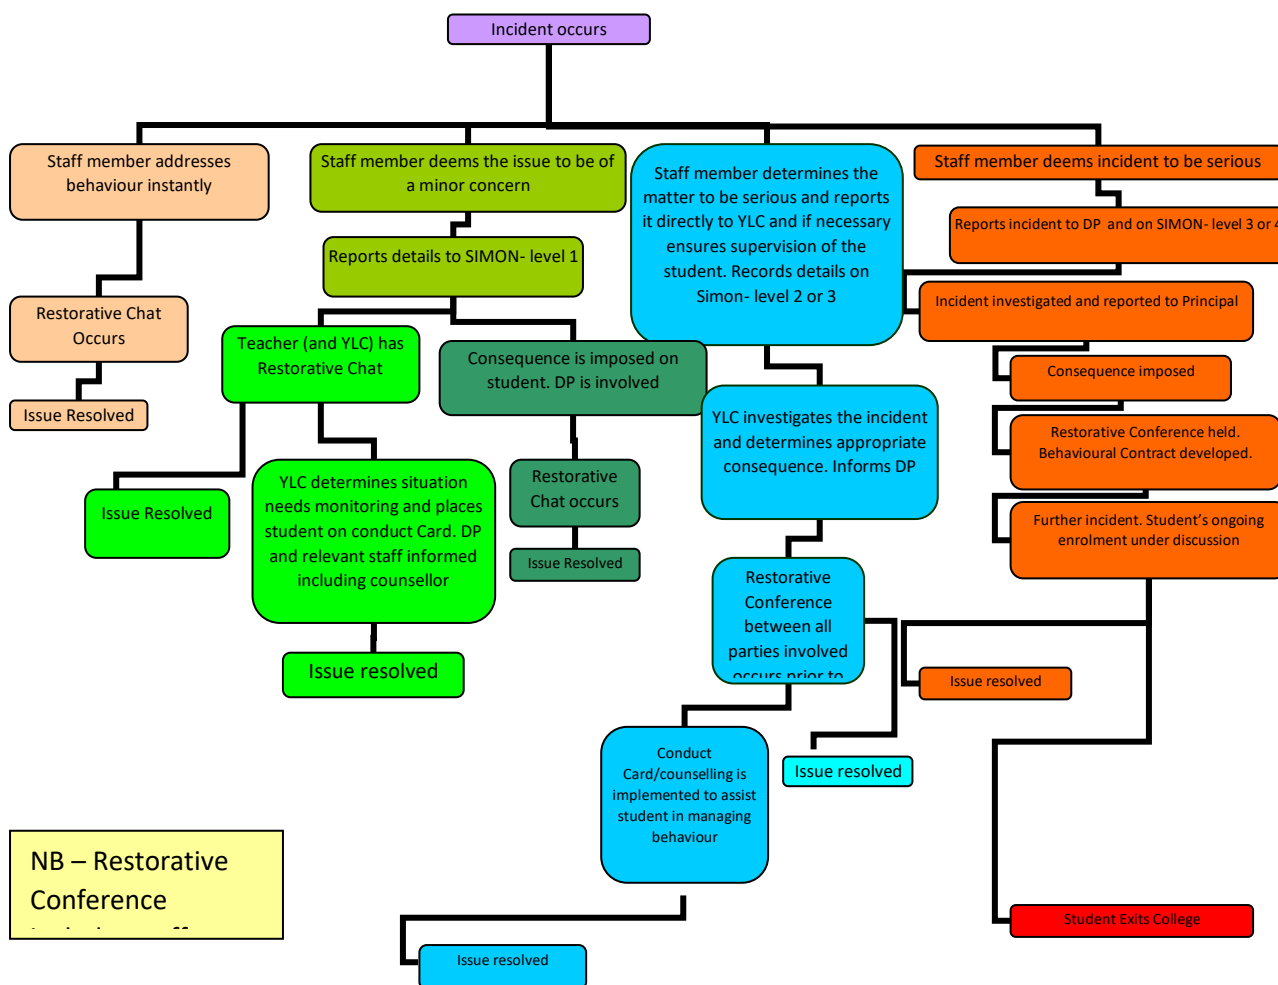 Incident occurs
Staff member addresses
behaviour instantly
Restorative Chat
Occurs
Issue Resolved
Staff member deems the issue to be of
a minor concern
Reports details to SIMON- level 1
Teacher (and YLC) has
Restorative Chat
Issue Resolved
YLC determines situation
needs monitoring and places
student on conduct Card. DP
and relevant staff informed
including counsellor
Issue resolved
Consequence is imposed on
student. DP is involved
Restorative
Chat occurs
Issue Resolved
Staff member determines the
matter to be serious and reports
it directly to YLC and if necessary
ensures supervision of the
student. Records details on
Simon- level 2 or 3
YLC investigates the incident
and determines appropriate
consequence. Informs DP
Restorative
Conference
between all
parties involved
occurs prior to
Issue resolved
Conduct
Card/counselling is
implemented to assist
student in managing
behaviour
Issue resolved
Staff member deems incident to be serious
Reports incident to DP and on SIMON- level 3 or 4
Incident investigated and reported to Principal
Consequence imposed
Restorative Conference held.
Behavioural Contract developed.
Further incident. Student's ongoing
enrolment under discussion
Issue resolved
Student Exits College
NB – Restorative
Conference